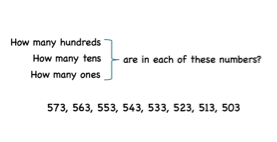 How many hundreds
How many tens are in each of these numbers?
How many ones
573, 563, 553, 543, 533, 523, 513, 503